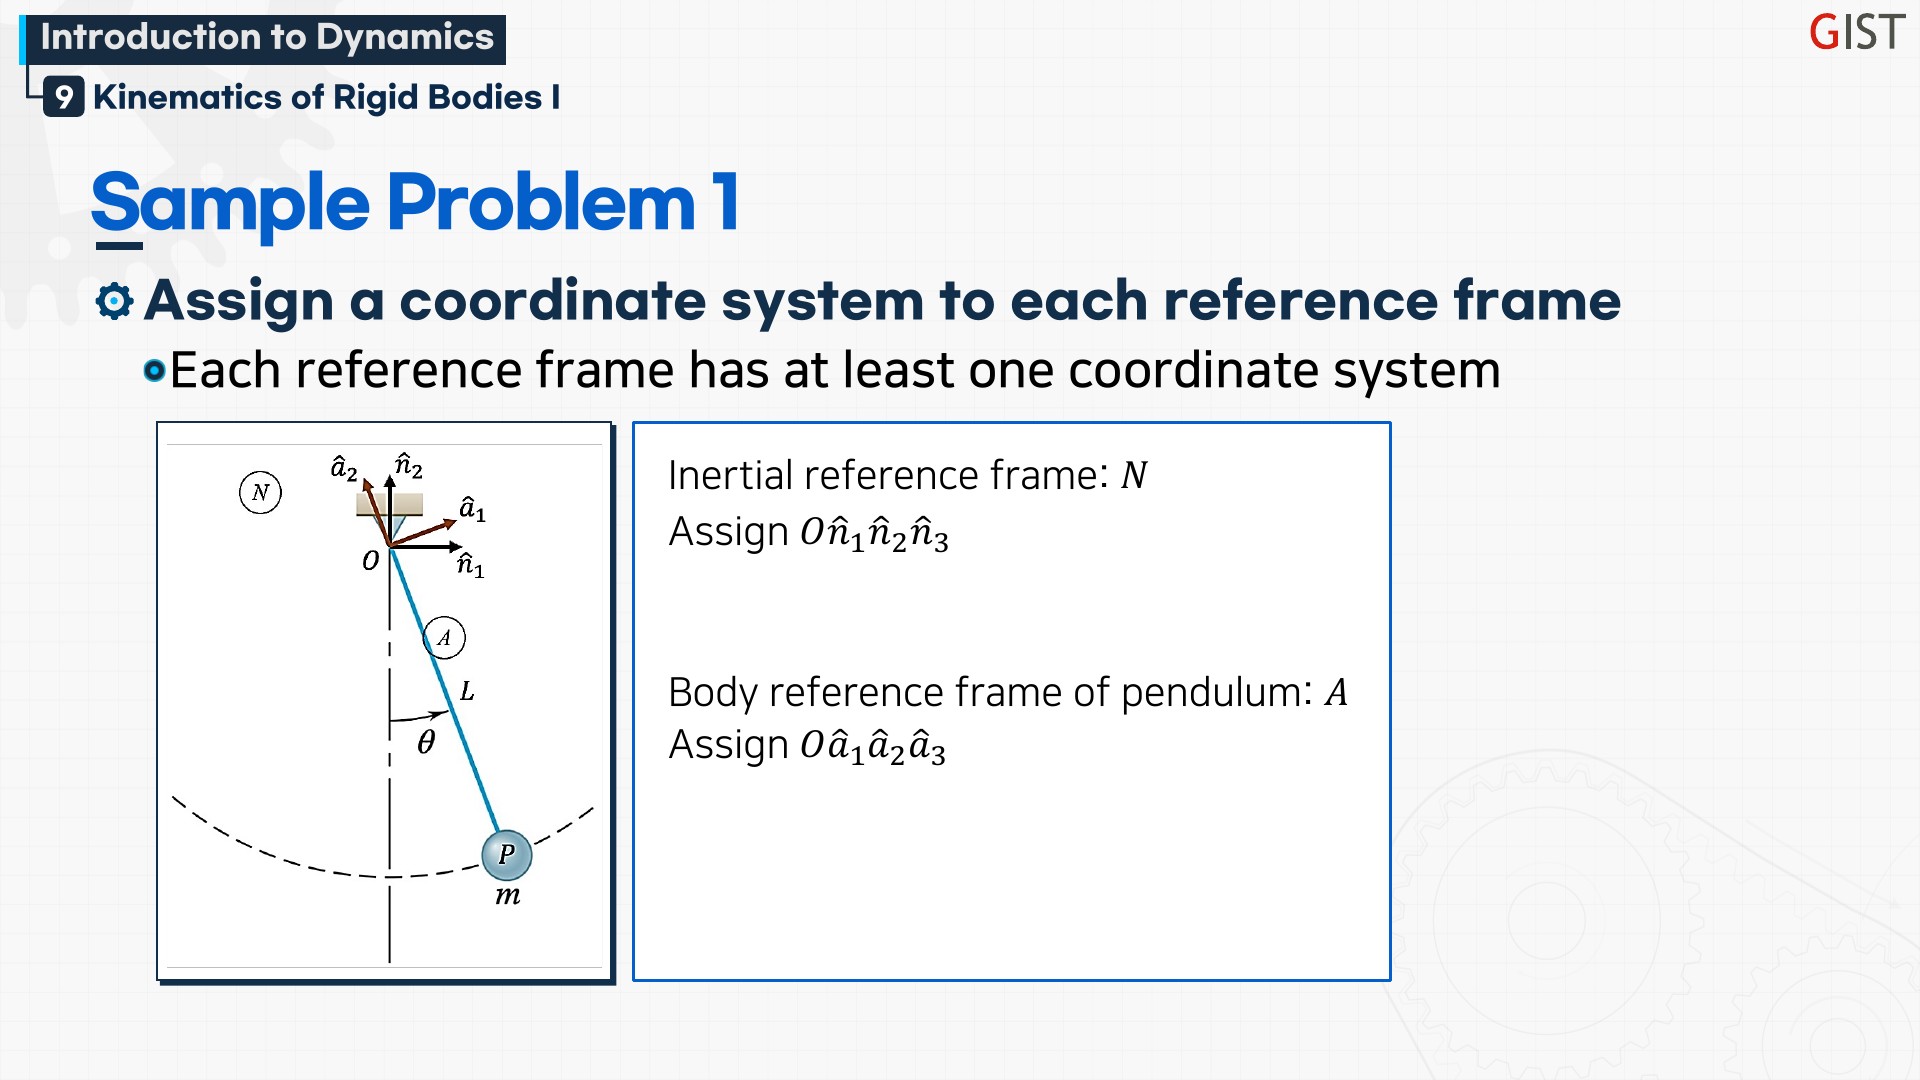 Introduction to Dynamics
GIST
9 Kinematics of Rigid Bodies I
Sample Problem 1
Assign a coordinate system to each reference frame
Each reference frame has at least one coordinate system
N
â₂
n̂₂
â₁
O
n̂₁
A
L
θ
P
m
Inertial reference frame: N
Assign On̂₁n̂₂n̂₃
Body reference frame of pendulum: A
Assign Oâ₁â₂â₃